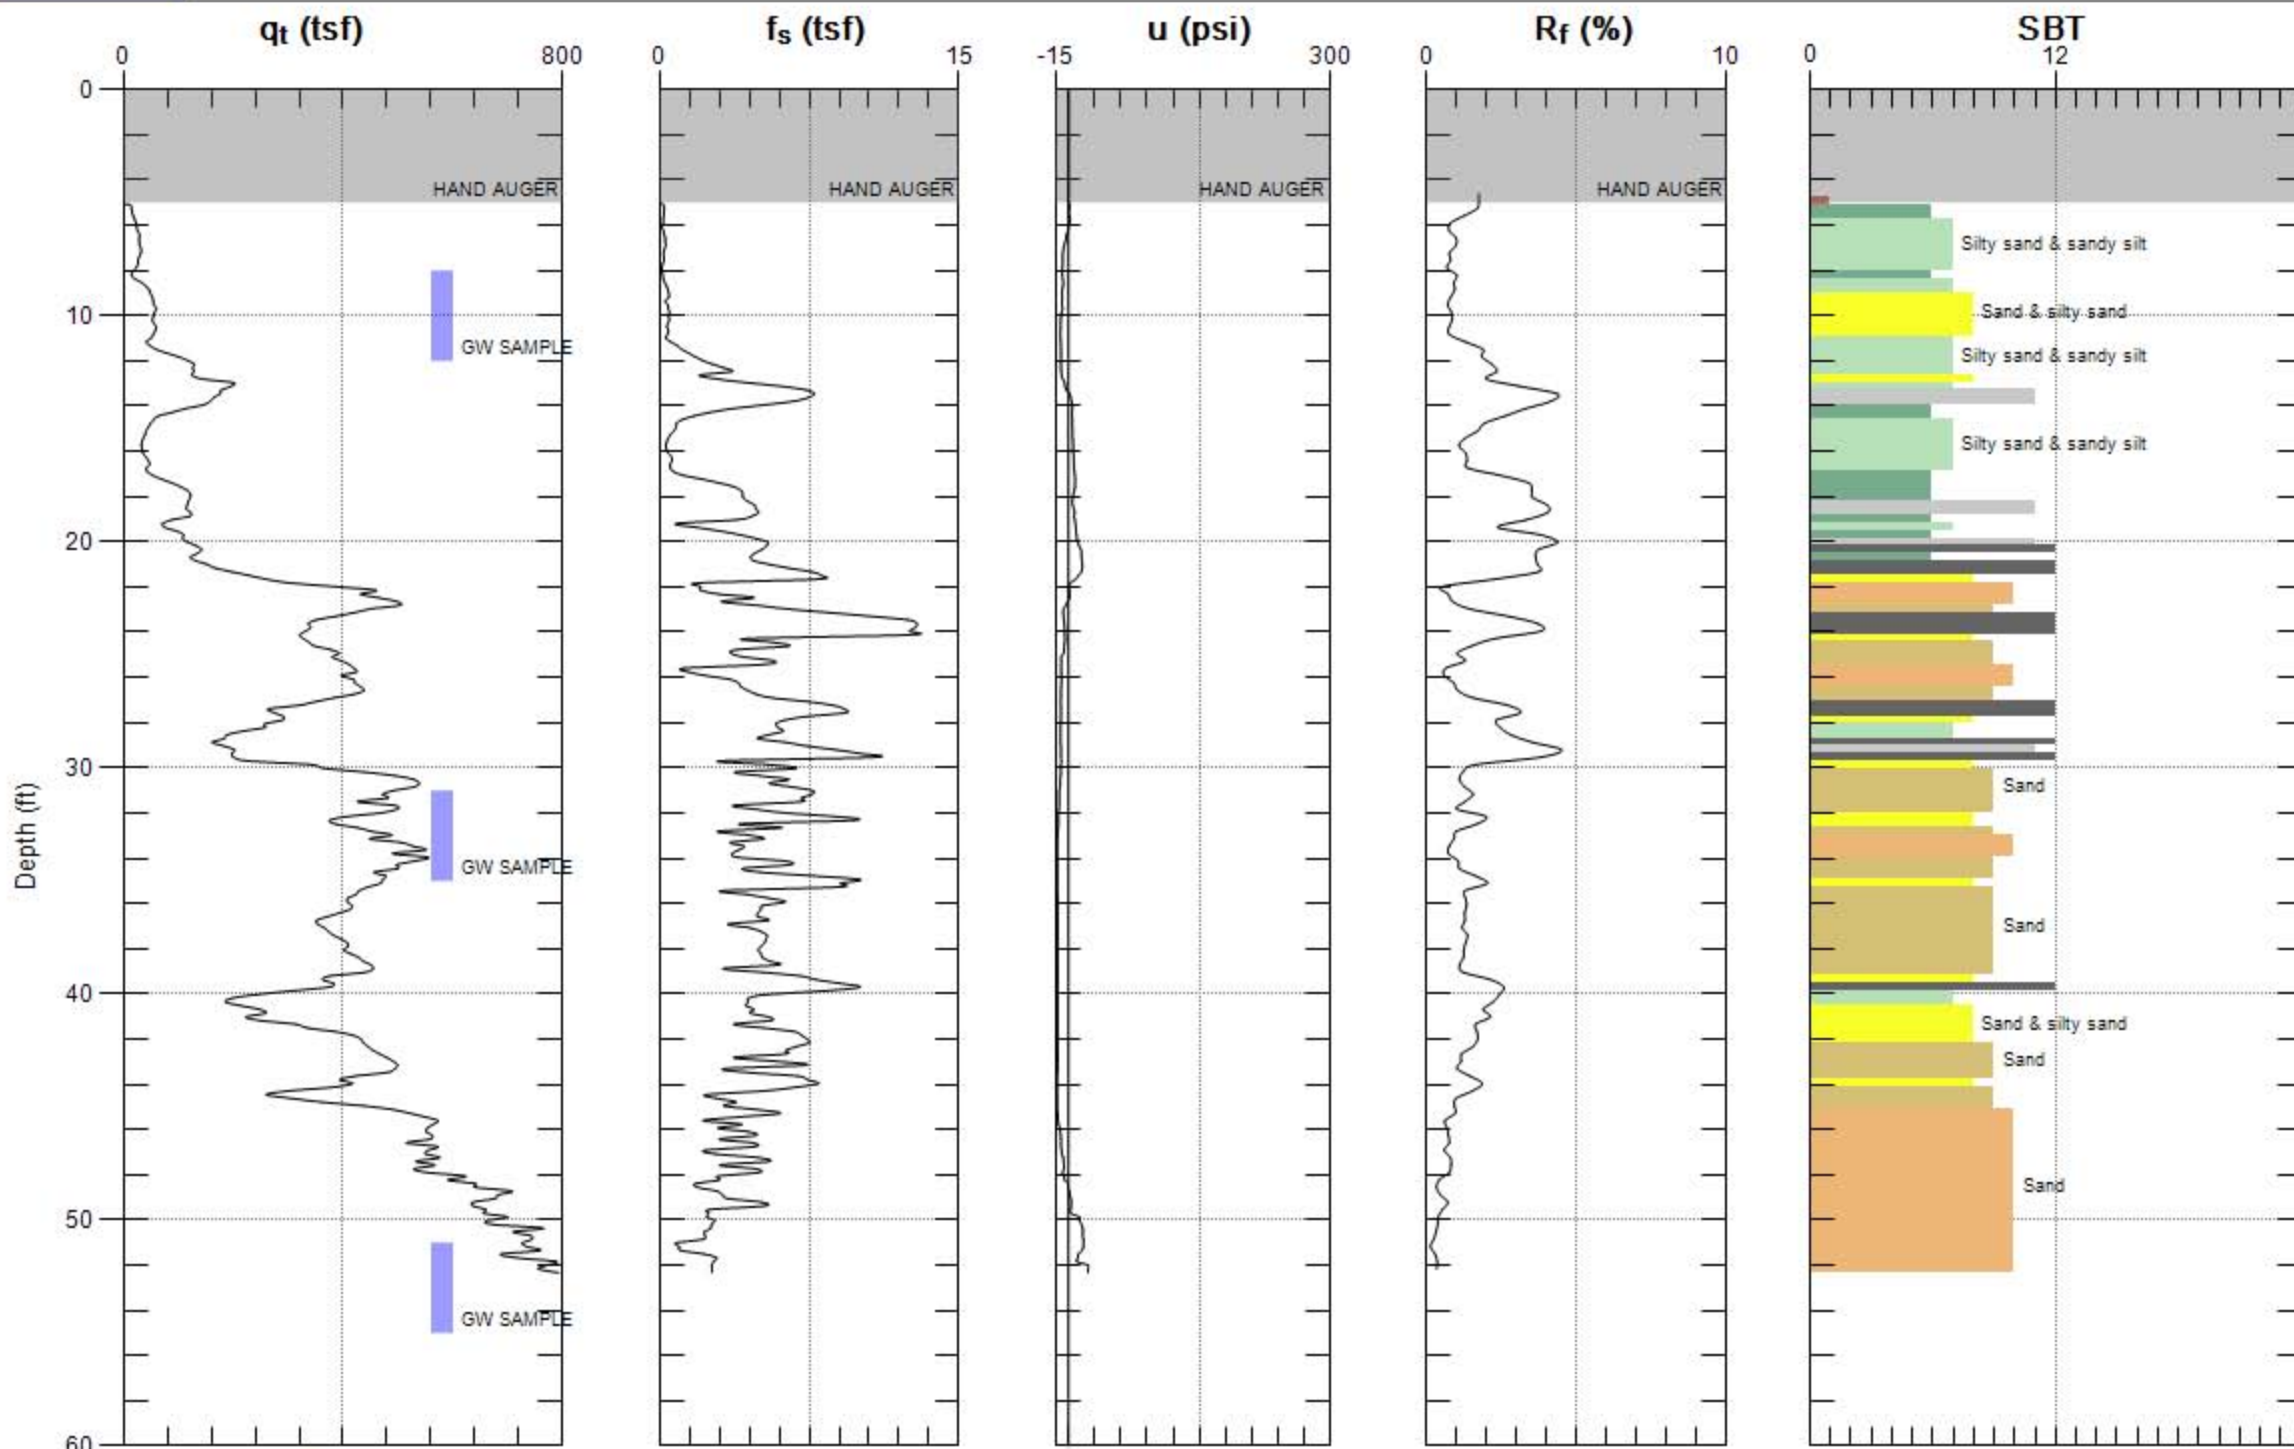 qt (tsf) fs (tsf) u (psi) Rf (%) SBT
0 800 0 15 -15 300 0 10 0 12
0
HAND AUGER HAND AUGER HAND AUGER HAND AUGER
Silty sand & sandy silt
10
Sand & silty sand
GW SAMPLE
Silty sand & sandy silt
Silty sand & sandy silt
20
30
Sand
Depth (ft)
GW SAMPLE
Sand
40
Sand & silty sand
Sand
Sand
50
GW SAMPLE
60